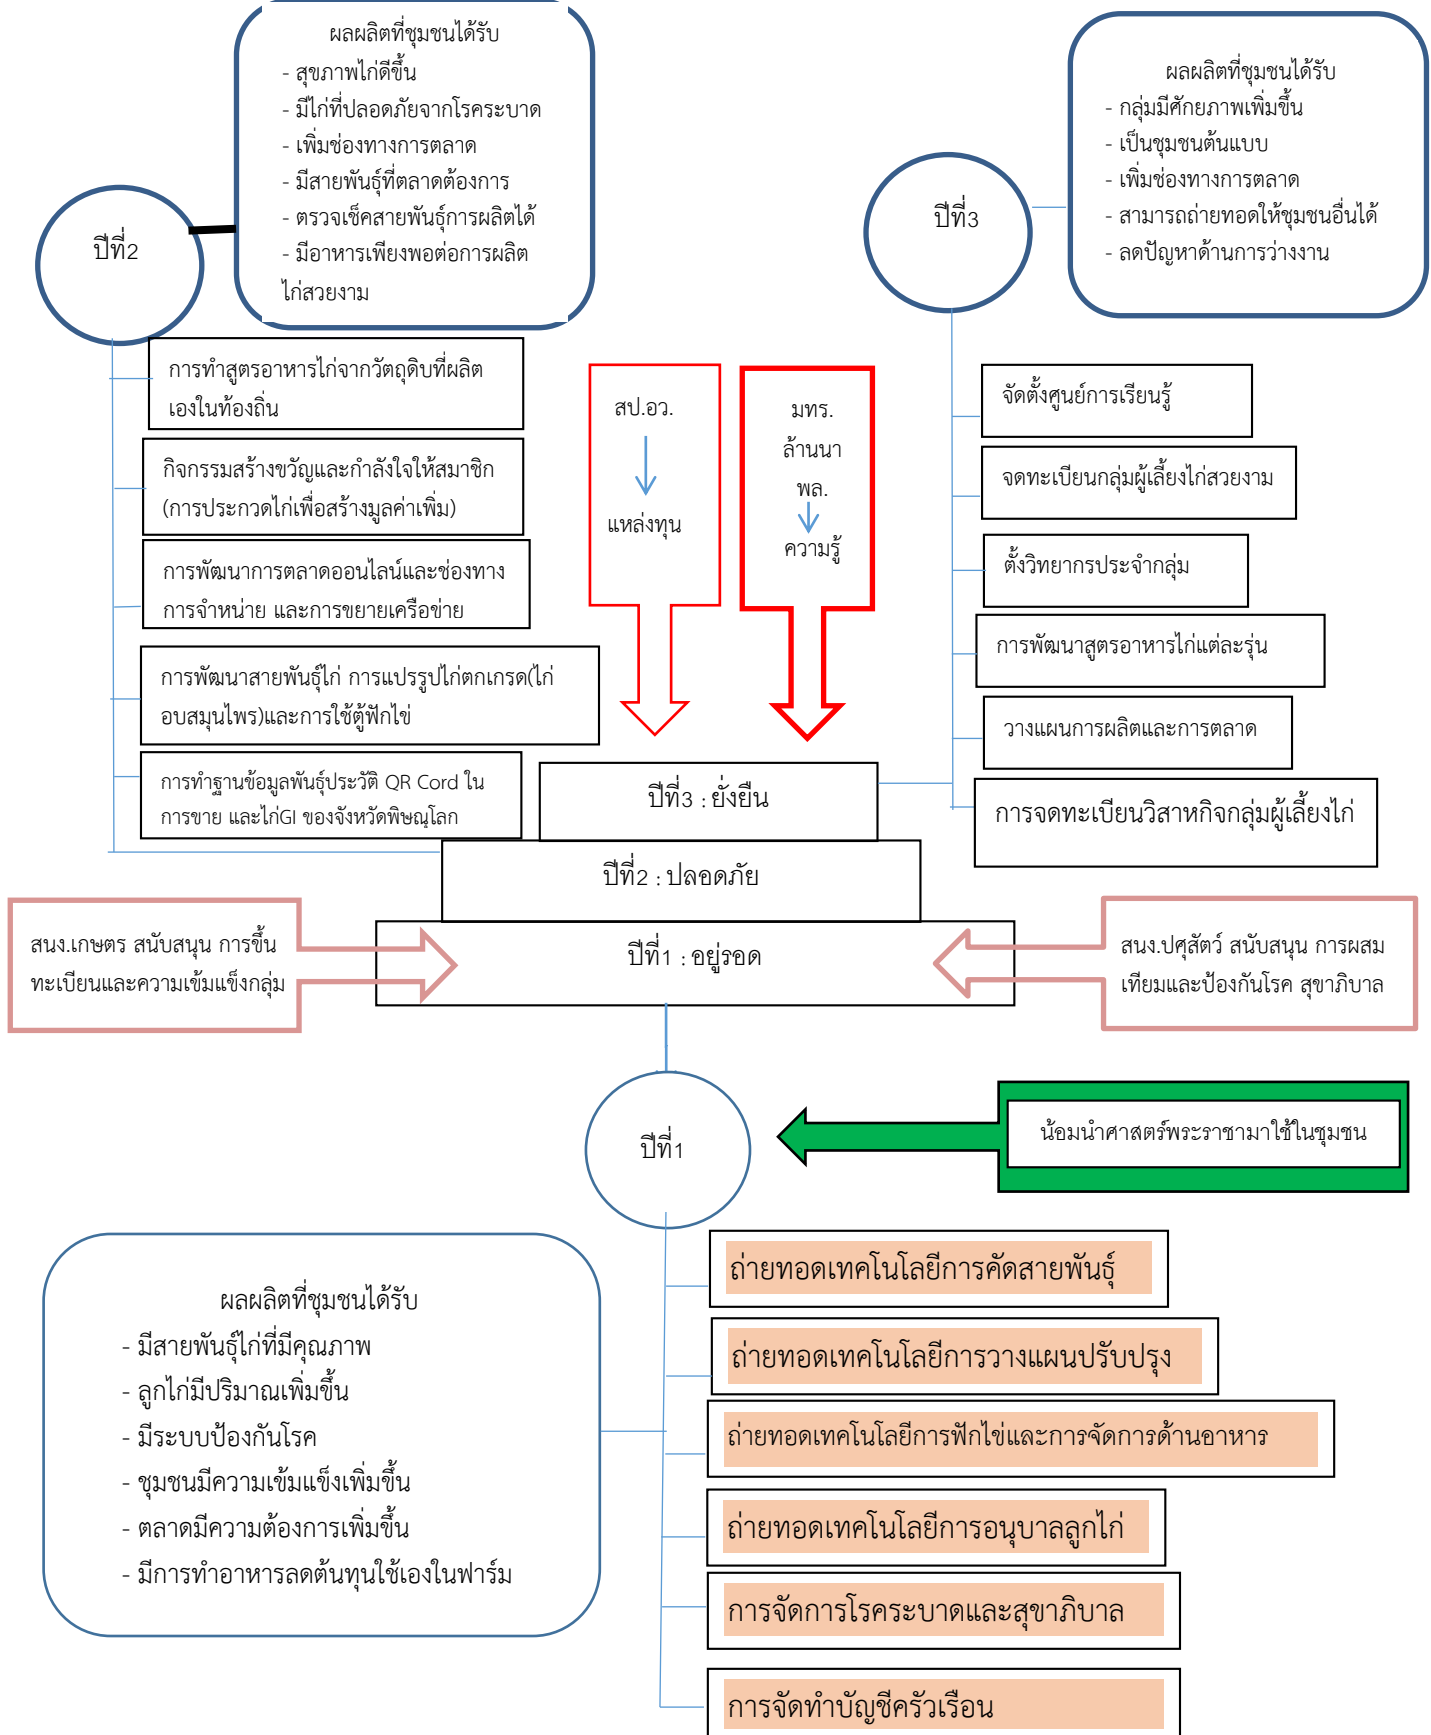 ผลผลิตที่ชุมชนได้รับ
- สุขภาพไก่ดีขึ้น
- มีไก่ที่ปลอดภัยจากโรคระบาด
- เพิ่มช่องทางการตลาด
- มีสายพันธุ์ที่ตลาดต้องการ
- ตรวจเช็คสายพันธุ์การผลิตได้
- มีอาหารเพียงพอต่อการผลิต
ไก่สวยงาม
ปีที่2
ผลผลิตที่ชุมชนได้รับ
- กลุ่มมีศักยภาพเพิ่มขึ้น
- เป็นชุมชนต้นแบบ
- เพิ่มช่องทางการตลาด
- สามารถถ่ายทอดให้ชุมชนอื่นได้
- ลดปัญหาด้านการว่างงาน
ปีที่3
การทำสูตรอาหารไก่จากวัตถุดิบที่ผลิต
เองในท้องถิ่น
กิจกรรมสร้างขวัญและกำลังใจให้สมาชิก
(การประกวดไก่เพื่อสร้างมูลค่าเพิ่ม)
การพัฒนาการตลาดออนไลน์และช่องทาง
การจำหน่าย และการขยายเครือข่าย
การพัฒนาสายพันธุ์ไก่ การแปรรูปไก่ตกเกรด(ไก่
อบสมุนไพร)และการใช้ตู้ฟักไข่
การทำฐานข้อมูลพันธุ์ประวัติ QR Cord ใน
การขาย และไก่GI ของจังหวัดพิษณุโลก
สป.อว.
แหล่งทุน
มทร.
ล้านนา
พล.
ความรู้
จัดตั้งศูนย์การเรียนรู้
จดทะเบียนกลุ่มผู้เลี้ยงไก่สวยงาม
ตั้งวิทยากรประจำกลุ่ม
การพัฒนาสูตรอาหารไก่แต่ละรุ่น
วางแผนการผลิตและการตลาด
การจดทะเบียนวิสาหกิจกลุ่มผู้เลี้ยงไก่
ปีที่3 : ยั่งยืน
ปีที่2 : ปลอดภัย
ปีที่1 : อยู่รอด
สนง.เกษตร สนับสนุน การขึ้น
ทะเบียนและความเข้มแข็งกลุ่ม
สนง.ปศุสัตว์ สนับสนุน การผสม
เทียมและป้องกันโรค สุขาภิบาล
ปีที่1
น้อมนำศาสตร์พระราชามาใช้ในชุมชน
ผลผลิตที่ชุมชนได้รับ
- มีสายพันธุ์ไก่ที่มีคุณภาพ
- ลูกไก่มีปริมาณเพิ่มขึ้น
- มีระบบป้องกันโรค
- ชุมชนมีความเข้มแข็งเพิ่มขึ้น
- ตลาดมีความต้องการเพิ่มขึ้น
- มีการทำอาหารลดต้นทุนใช้เองในฟาร์ม
ถ่ายทอดเทคโนโลยีการคัดสายพันธุ์
ถ่ายทอดเทคโนโลยีการวางแผนปรับปรุง
ถ่ายทอดเทคโนโลยีการฟักไข่และการจัดการด้านอาหาร
ถ่ายทอดเทคโนโลยีการอนุบาลลูกไก่
การจัดการโรคระบาดและสุขาภิบาล
การจัดทำบัญชีครัวเรือน